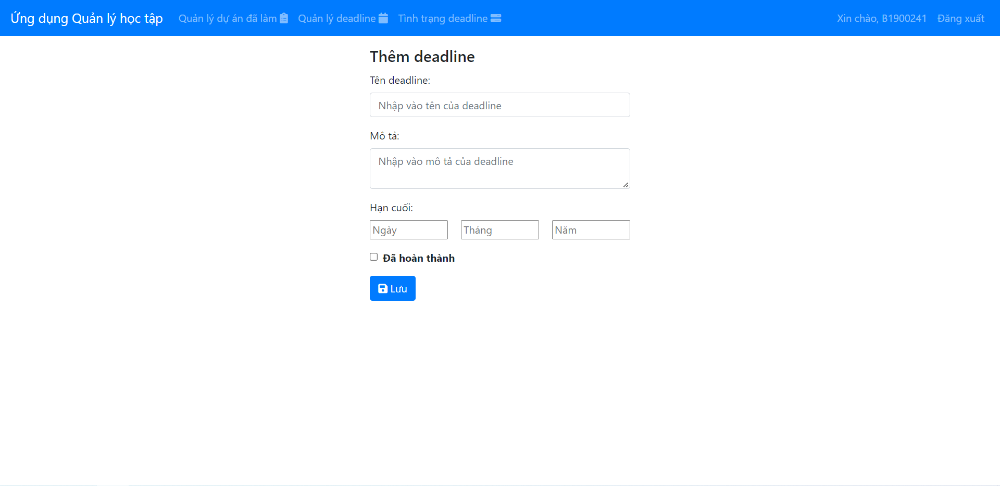 Ứng dụng Quản lý học tập Quản lý dự án đã làm Quản lý deadline Tình trạng deadline Xin chào, B1900241 Đăng xuất
Thêm deadline
Tên deadline:
Nhập vào tên của deadline
Mô tả:
Nhập vào mô tả của deadline
Hạn cuối:
Ngày Tháng Năm
Đã hoàn thành
Lưu